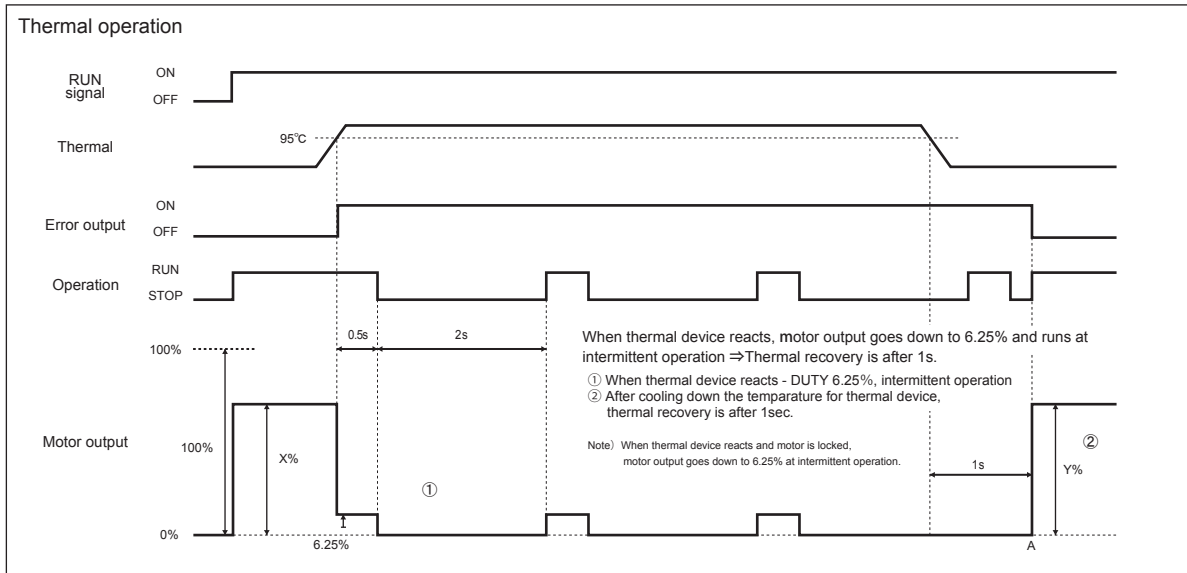 Thermal operation
RUN
signal
ON
OFF
Thermal
95°C
Error output
ON
OFF
Operation
RUN
STOP
0.5s
2s
When thermal device reacts, motor output goes down to 6.25% and runs at
intermittent operation ⇒Thermal recovery is after 1s.
① When thermal device reacts - DUTY 6.25%, intermittent operation
② After cooling down the temparature for thermal device,
thermal recovery is after 1sec.
Note）When thermal device reacts and motor is locked,
motor output goes down to 6.25% at intermittent operation.
Motor output
100%
100%
X%
①
1s
Y%
②
0%
6.25%
A